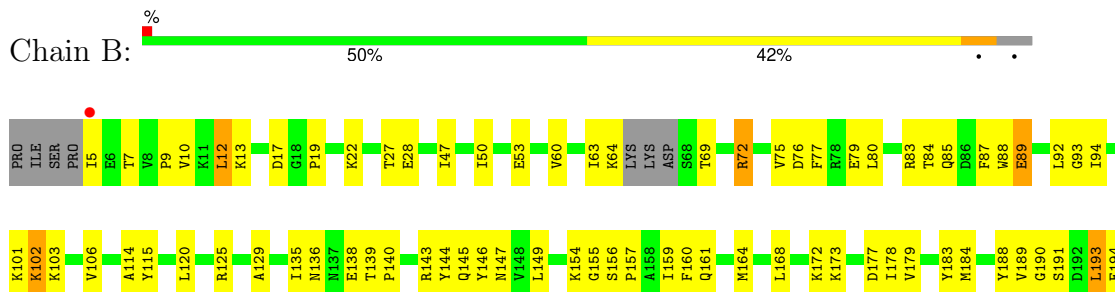 %
Chain B:
50% 42% • •
PRO ILE SER PRO I5 E6 T7 V8 P9 V10 K11 L12 K13 D17 G18 P19 K22 T27 E28 I47 I50 E53 V60 I63 K64 LYS LYS ASP S68 T69 R72 V75 D76 F77 R78 E79 L80 R83 T84 Q85 D86 F87 W88 E89 L92 G93 I94
K101 K102 K103 V106 A114 Y115 L120 R125 A129 I135 N136 N137 E138 T139 P140 R143 Y144 Q145 Y146 N147 V148 L149 K154 G155 S156 P157 A158 I159 F160 Q161 M164 L168 K172 K173 D177 I178 V179 Y183 M184 Y188 V189 G190 S191 D192 L193